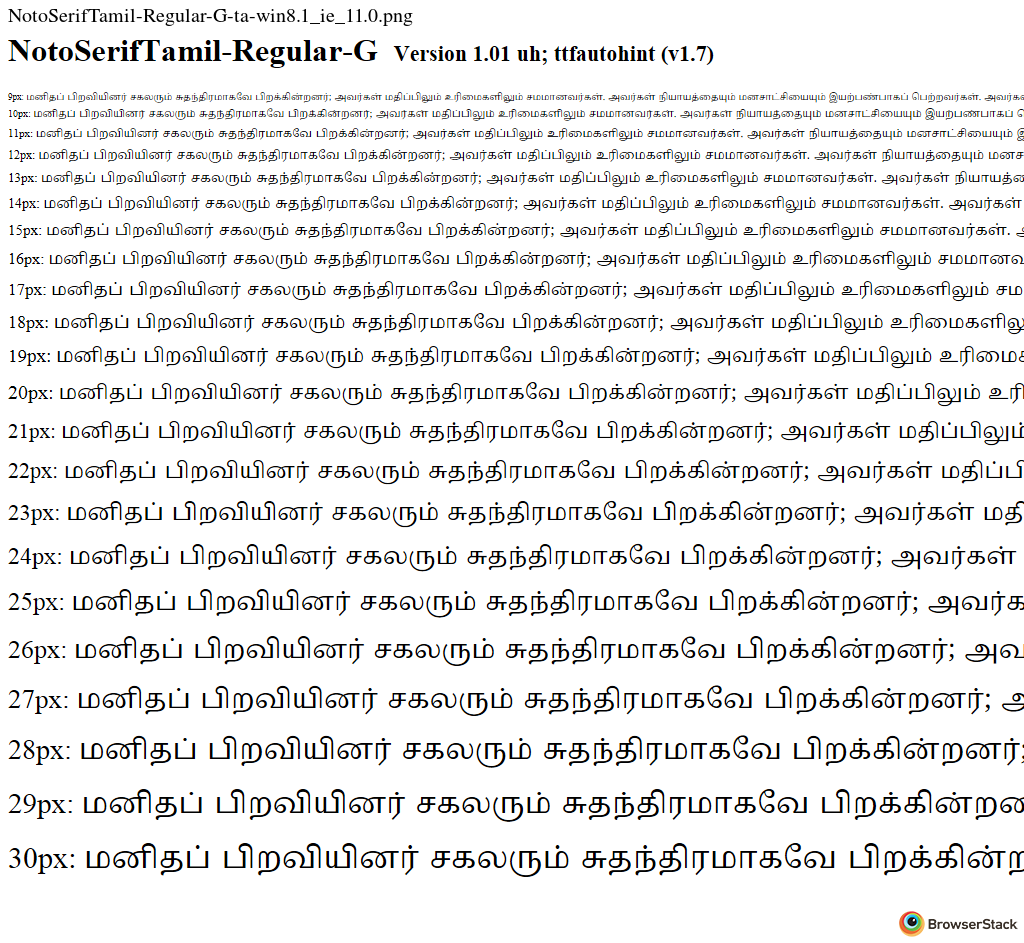 NotoSerifTamil-Regular-G-ta-win8.1_ie_11.0.png
NotoSerifTamil-Regular-G Version 1.01 uh; ttfautohint (v1.7)
9px: மனிதப் பிறவியினர் சகலரும் சுதந்திரமாகவே பிறக்கின்றனர்; அவர்கள் மதிப்பிலும் உரிமைகளிலும் சமமானவர்கள். அவர்கள் நியாயத்தையும் மனசாட்சியையும் இயற்பண்பாகப் பெற்றவர்கள்.
10px: மனிதப் பிறவியினர் சகலரும் சுதந்திரமாகவே பிறக்கின்றனர்; அவர்கள் மதிப்பிலும் உரிமைகளிலும் சமமானவர்கள். அவர்கள் நியாயத்தையும் மனசாட்சியையும் இயற்பண்பாகப்
11px: மனிதப் பிறவியினர் சகலரும் சுதந்திரமாகவே பிறக்கின்றனர்; அவர்கள் மதிப்பிலும் உரிமைகளிலும் சமமானவர்கள். அவர்கள் நியாயத்தையும் மனசாட்சியையும்
12px: மனிதப் பிறவியினர் சகலரும் சுதந்திரமாகவே பிறக்கின்றனர்; அவர்கள் மதிப்பிலும் உரிமைகளிலும் சமமானவர்கள். அவர்கள் நியாயத்தையும் மனச
13px: மனிதப் பிறவியினர் சகலரும் சுதந்திரமாகவே பிறக்கின்றனர்; அவர்கள் மதிப்பிலும் உரிமைகளிலும் சமமானவர்கள். அவர்கள்
14px: மனிதப் பிறவியினர் சகலரும் சுதந்திரமாகவே பிறக்கின்றனர்; அவர்கள் மதிப்பிலும் உரிமைகளிலும் சமமானவர்கள். அவர்கள்
15px: மனிதப் பிறவியினர் சகலரும் சுதந்திரமாகவே பிறக்கின்றனர்; அவர்கள் மதிப்பிலும் உரிமைகளிலும் சமமானவர்கள்.
16px: மனிதப் பிறவியினர் சகலரும் சுதந்திரமாகவே பிறக்கின்றனர்; அவர்கள் மதிப்பிலும் உரிமைகளிலும் சமமானவ
17px: மனிதப் பிறவியினர் சகலரும் சுதந்திரமாகவே பிறக்கின்றனர்; அவர்கள் மதிப்பிலும் உரிமைகளிலும் சம
18px: மனிதப் பிறவியினர் சகலரும் சுதந்திரமாகவே பிறக்கின்றனர்; அவர்கள் மதிப்பிலும் உரிமைகளிலு
19px: மனிதப் பிறவியினர் சகலரும் சுதந்திரமாகவே பிறக்கின்றனர்; அவர்கள் மதிப்பிலும் உரிமைக
20px: மனிதப் பிறவியினர் சகலரும் சுதந்திரமாகவே பிறக்கின்றனர்; அவர்கள் மதிப்பிலும் உரி
21px: மனிதப் பிறவியினர் சகலரும் சுதந்திரமாகவே பிறக்கின்றனர்; அவர்கள் மதிப்பிலும்
22px: மனிதப் பிறவியினர் சகலரும் சுதந்திரமாகவே பிறக்கின்றனர்; அவர்கள் மதிப்பி
23px: மனிதப் பிறவியினர் சகலரும் சுதந்திரமாகவே பிறக்கின்றனர்; அவர்கள் மதி
24px: மனிதப் பிறவியினர் சகலரும் சுதந்திரமாகவே பிறக்கின்றனர்; அவர்கள்
25px: மனிதப் பிறவியினர் சகலரும் சுதந்திரமாகவே பிறக்கின்றனர்; அவர்க
26px: மனிதப் பிறவியினர் சகலரும் சுதந்திரமாகவே பிறக்கின்றனர்; அவ
27px: மனிதப் பிறவியினர் சகலரும் சுதந்திரமாகவே பிறக்கின்றனர்;
28px: மனிதப் பிறவியினர் சகலரும் சுதந்திரமாகவே பிறக்கின்றனர்;
29px: மனிதப் பிறவியினர் சகலரும் சுதந்திரமாகவே பிறக்கின்றன
30px: மனிதப் பிறவியினர் சகலரும் சுதந்திரமாகவே பிறக்கின்ற
BrowserStack